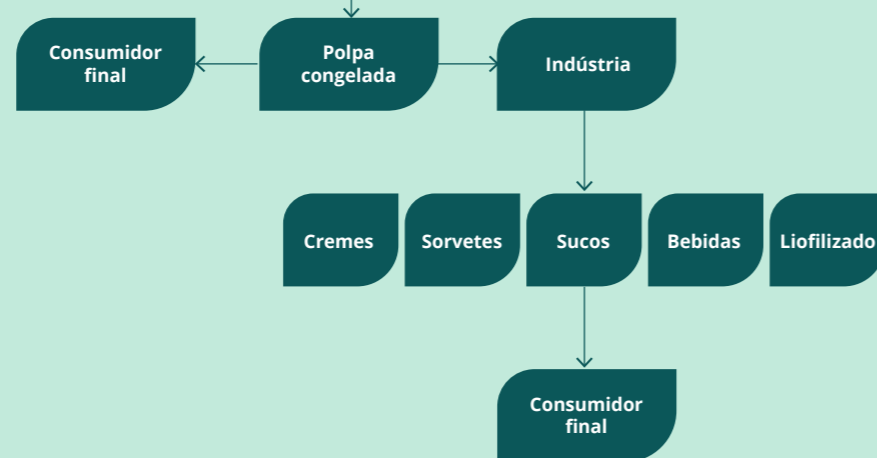 Consumidor
final
Polpa
congelada
Indústria
Cremes
Sorvetes
Sucos
Bebidas
Liofilizado
Consumidor
final